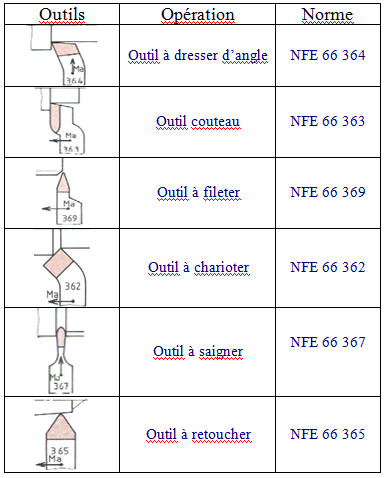 Outils Opération Norme
Ma
364
Outil à dresser d'angle NFE 66 364
Ma
363
Outil couteau NFE 66 363
Ma
369
Outil à fileter NFE 66 369
362
Ma
Outil à charioter NFE 66 362
Ma
367
Outil à saigner NFE 66 367
365
Ma
Outil à retoucher NFE 66 365